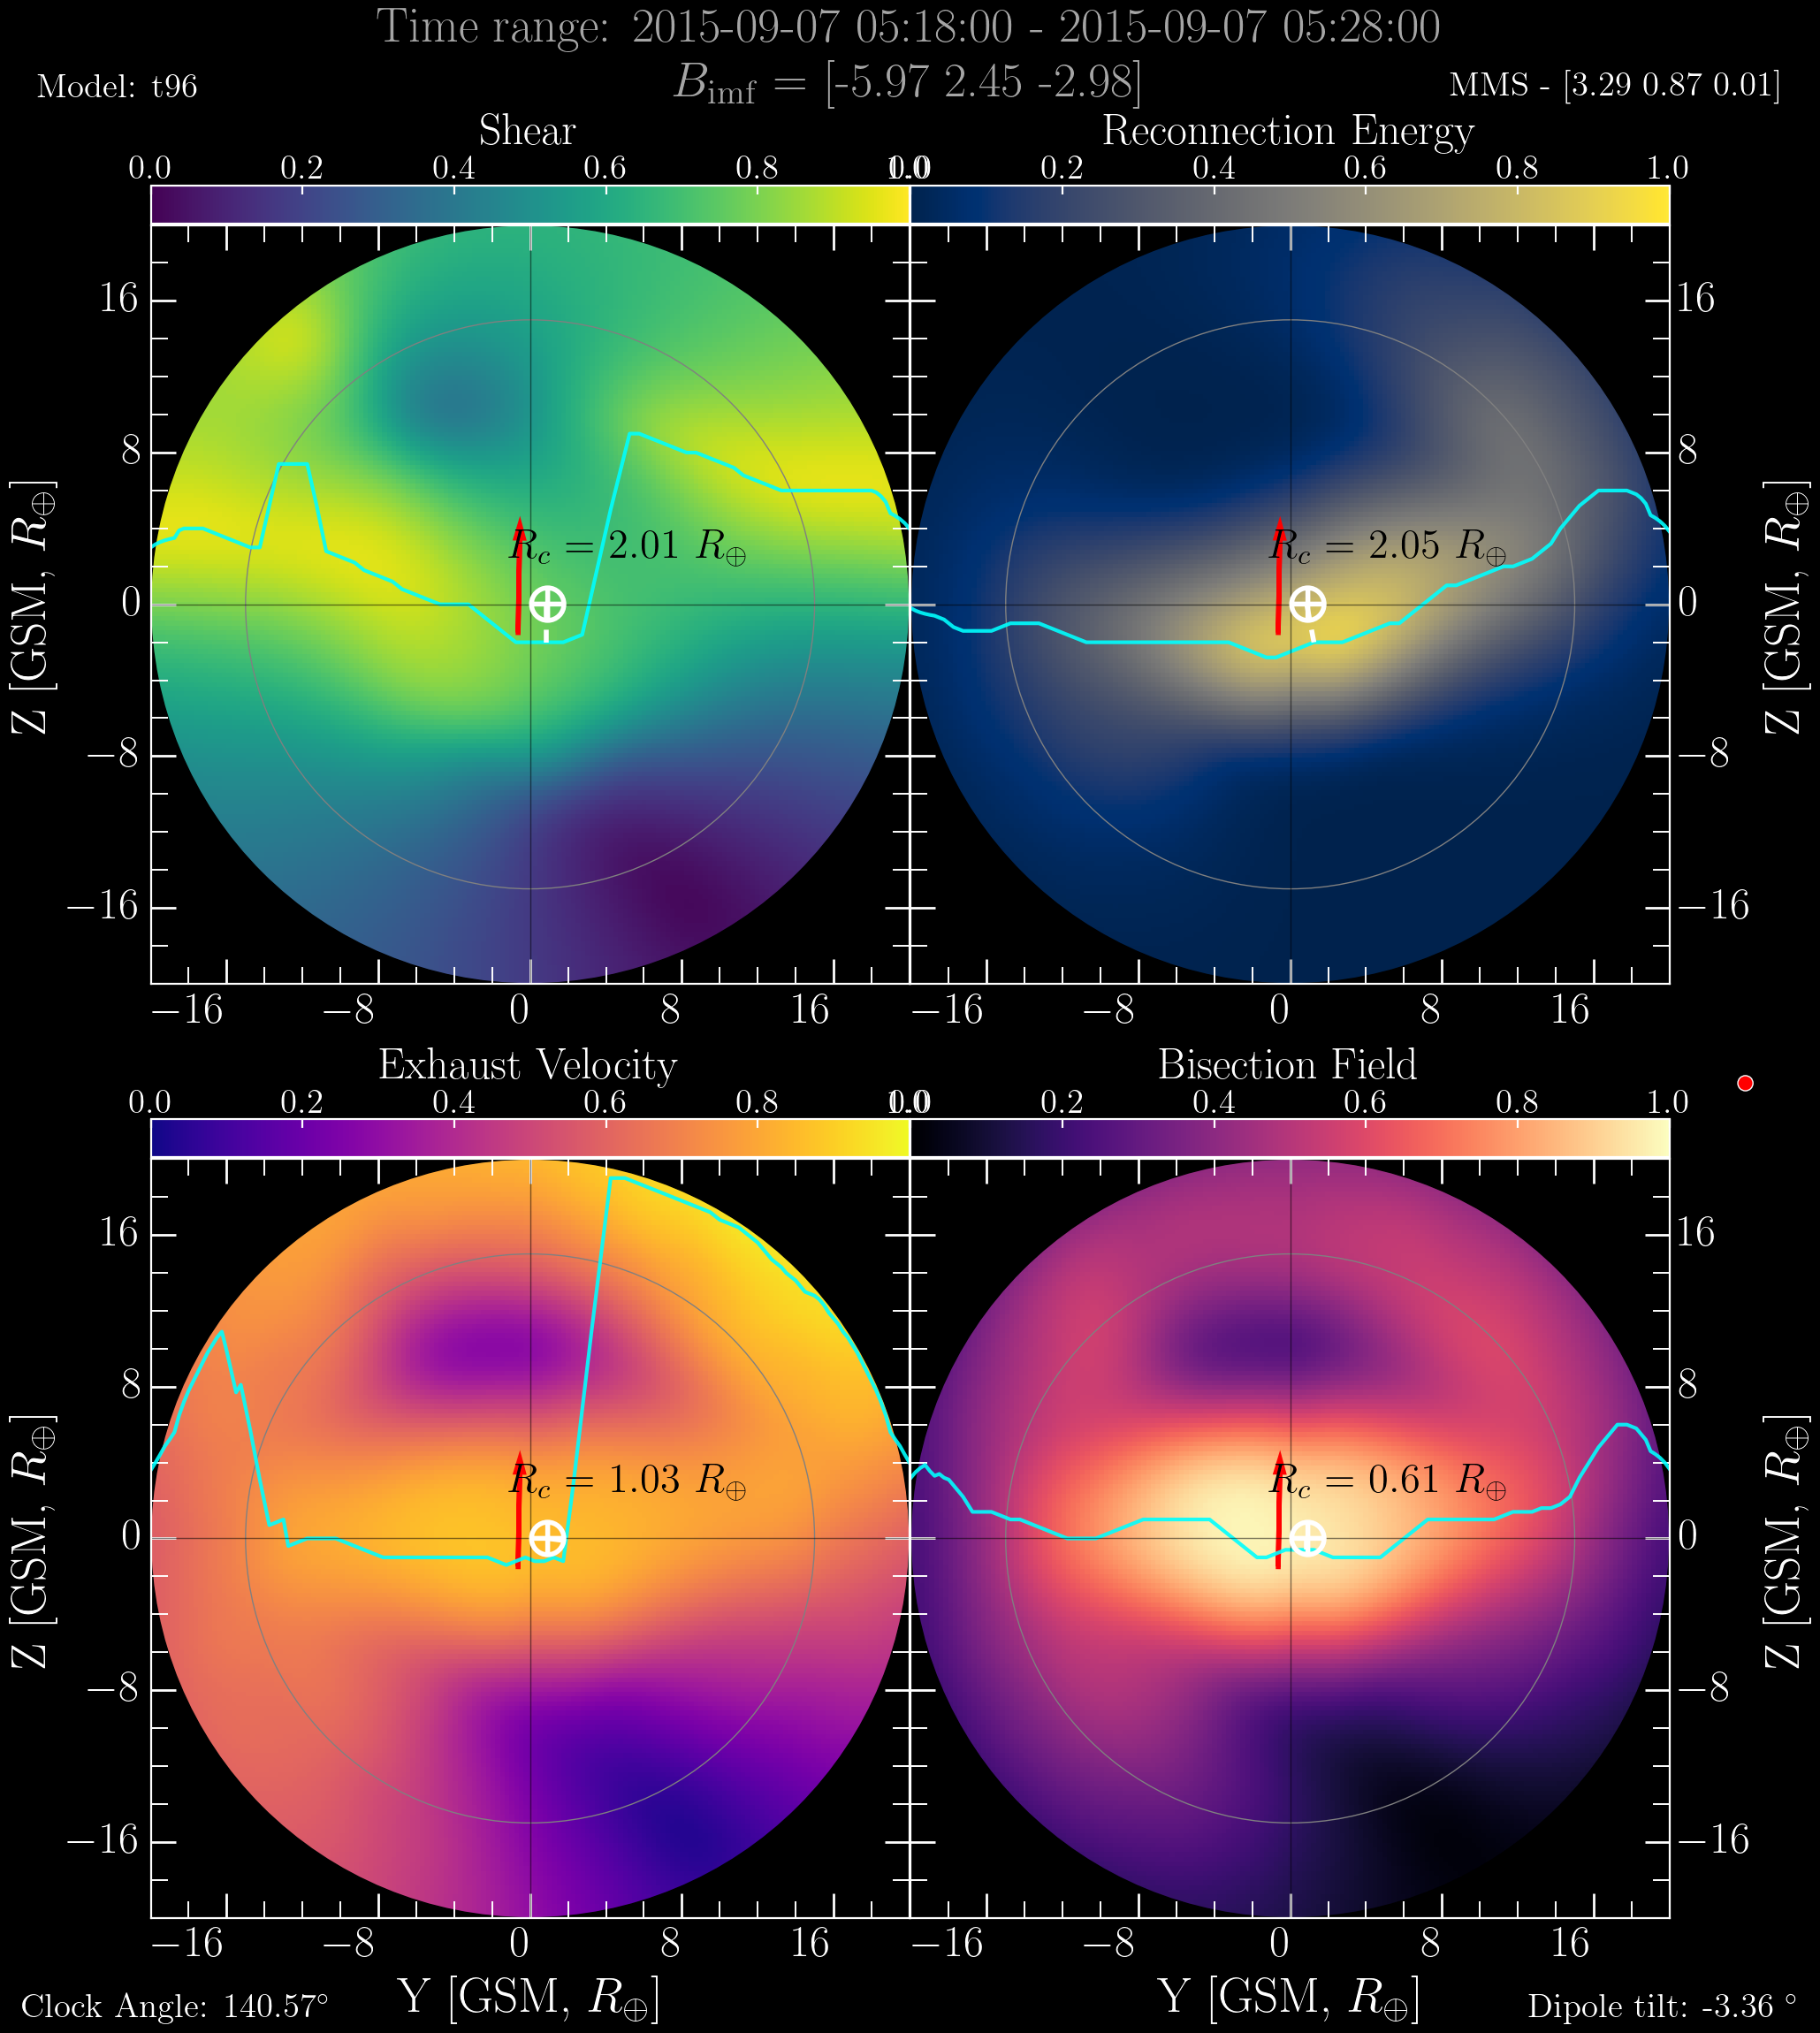 Time range: 2015-09-07 05:18:00 - 2015-09-07 05:28:00
Model: t96
B_imf = [-5.97 2.45 -2.98]
MMS - [3.29 0.87 0.01]
Shear
Reconnection Energy
0.0 0.2 0.4 0.6 0.8 1.0
0.0 0.2 0.4 0.6 0.8 1.0
Z [GSM, R⊕]
16
8
0
−8
−16
R_c = 2.01 R⊕
R_c = 2.05 R⊕
16
8
0
−8
−16
Z [GSM, R⊕]
−16 −8 0 8 16
−16 −8 0 8 16
Exhaust Velocity
Bisection Field
0.0 0.2 0.4 0.6 0.8 1.0
0.0 0.2 0.4 0.6 0.8 1.0
Z [GSM, R⊕]
16
8
0
−8
−16
R_c = 1.03 R⊕
R_c = 0.61 R⊕
16
8
0
−8
−16
Z [GSM, R⊕]
−16 −8 0 8 16
−16 −8 0 8 16
Y [GSM, R⊕]
Y [GSM, R⊕]
Clock Angle: 140.57°
Dipole tilt: -3.36 °